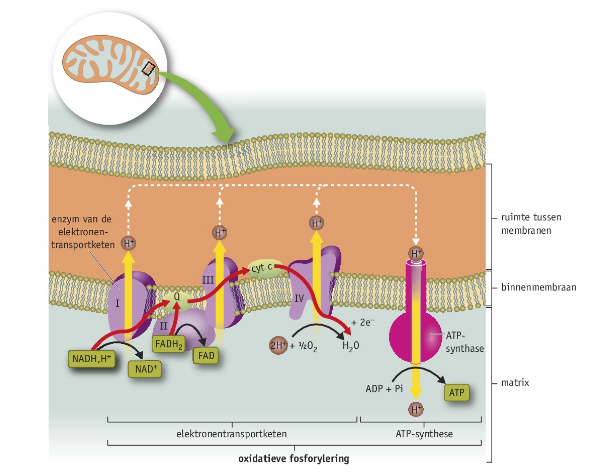 ruimte tussen
membranen
enzym van de
elektronen-
transportketen
H⁺
H⁺
H⁺
H⁺
cyt c
III
I
Q
IV
II
binnenmembraan
+ 2e⁻
FADH₂
2H⁺ + ½O₂
H₂O
ATP-
synthase
NADH,H⁺
FAD
NAD⁺
matrix
ADP + Pi
ATP
H⁺
elektronentransportketen
ATP-synthese
oxidatieve fosforylering